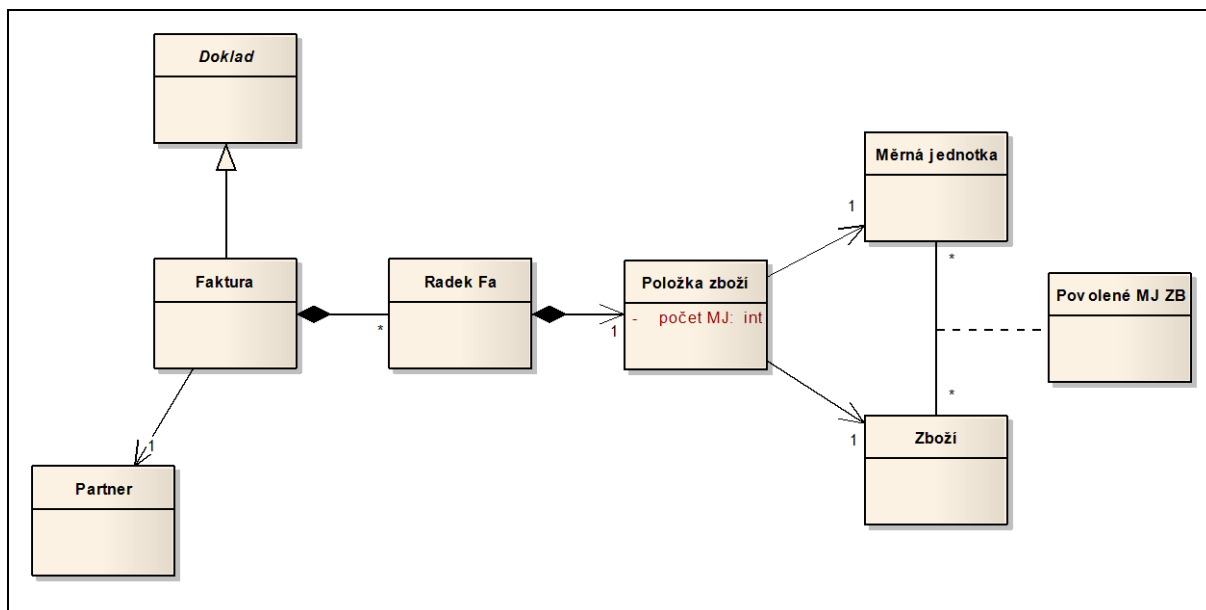 Doklad
Měrná jednotka
1
*
Faktura
Radek Fa
Položka zboží
- počet MJ: int
Povolené MJ ZB
*
1
*
1
Zboží
1
Partner